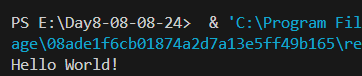 PS E:\Day8-08-08-24>  & 'C:\Program Fil
age\08ade1f6cb01874a2d7a13e5ff49b165\re
Hello World!